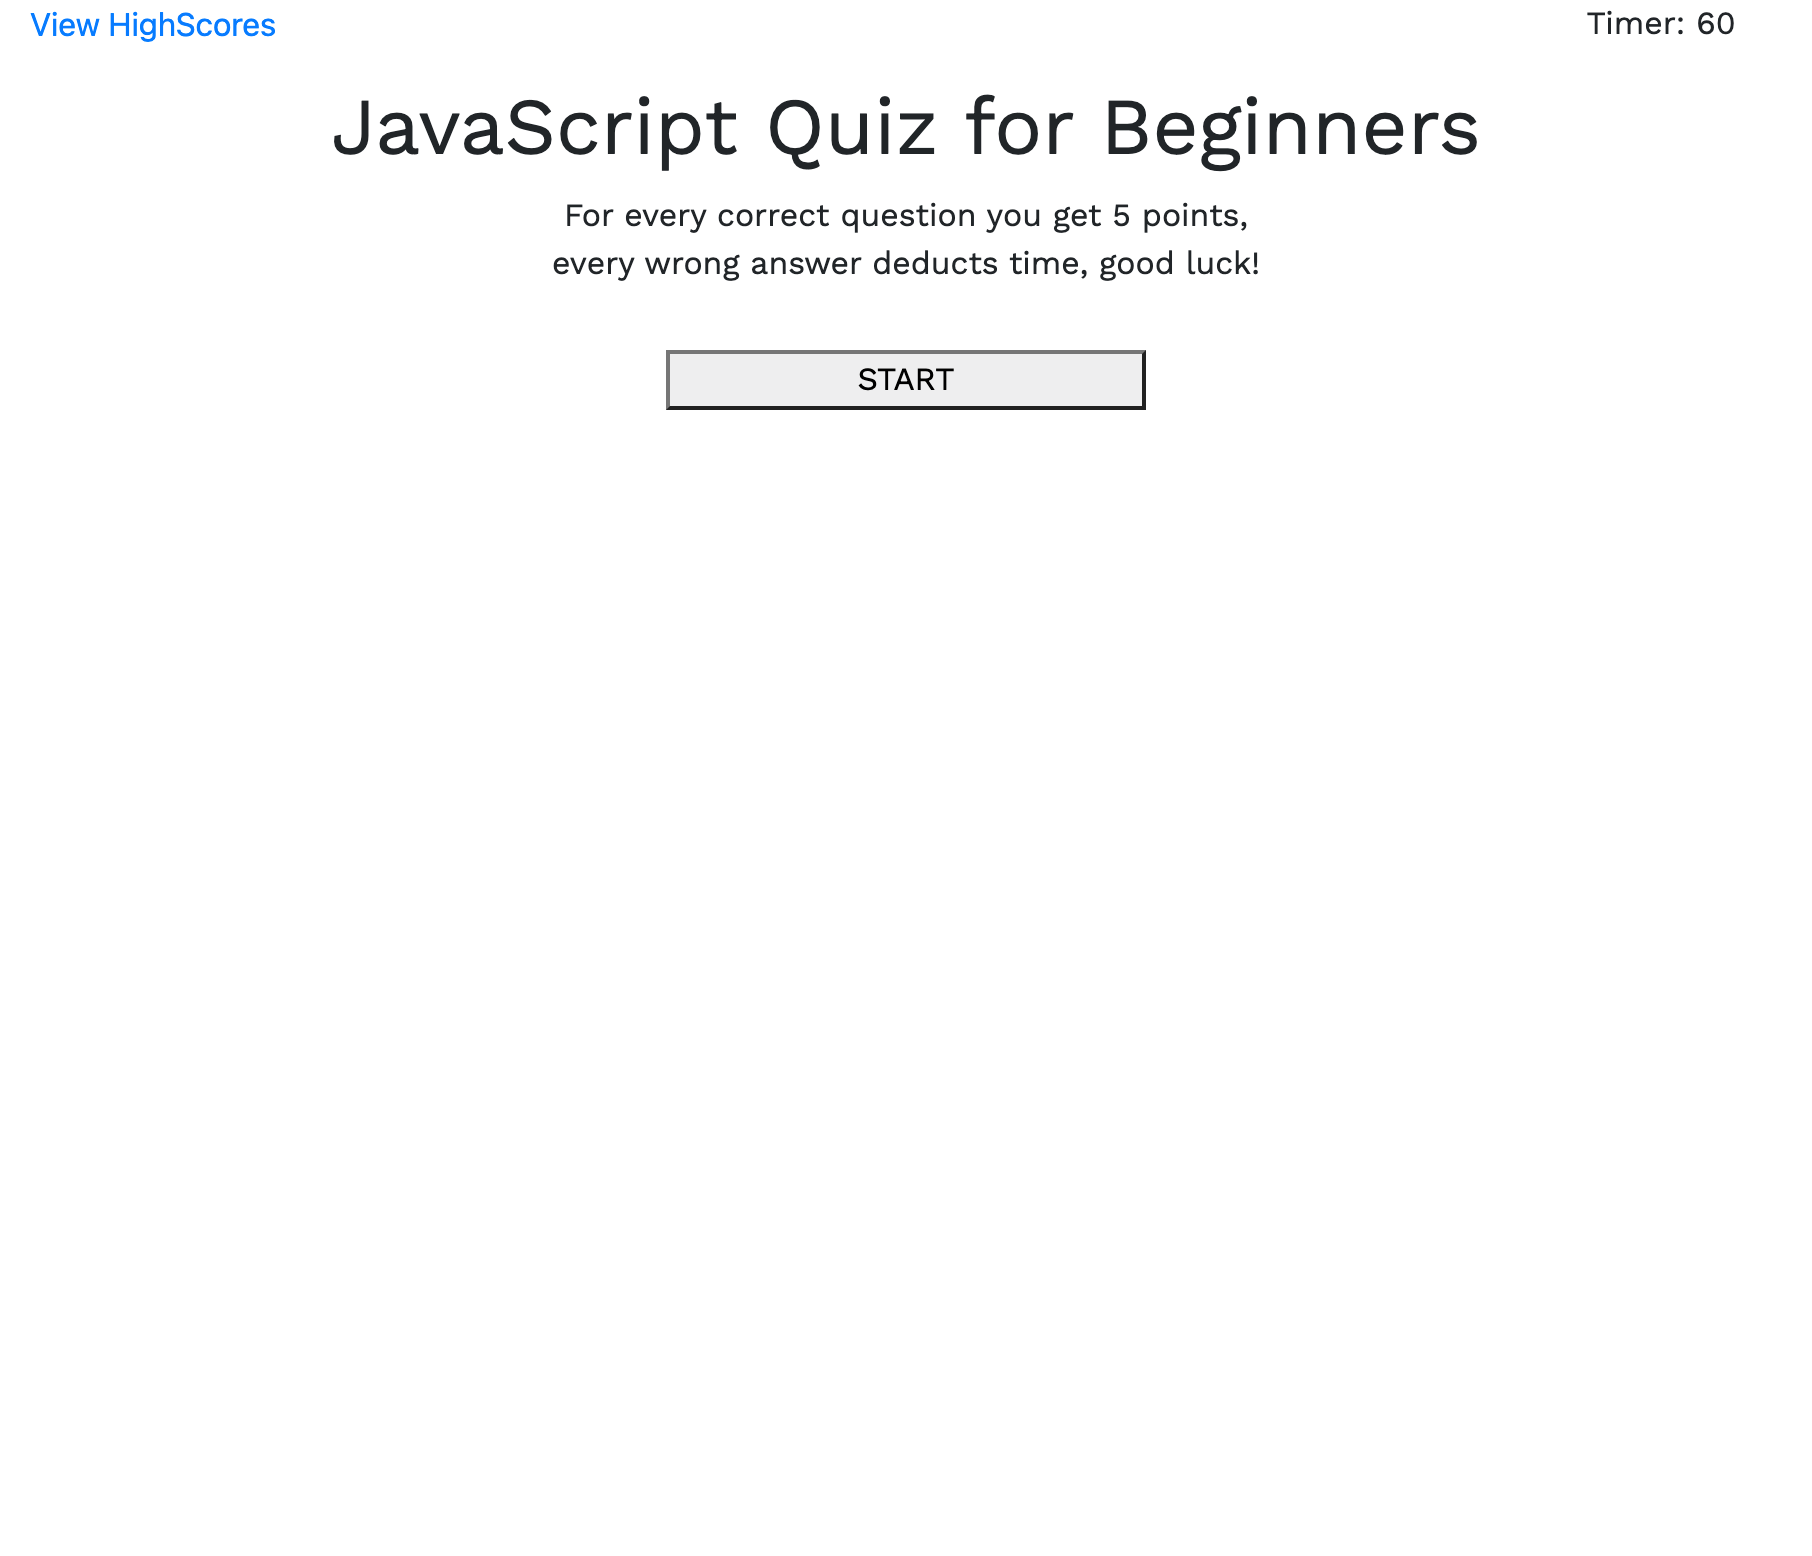 View HighScores
Timer: 60
JavaScript Quiz for Beginners
For every correct question you get 5 points,
every wrong answer deducts time, good luck!
START